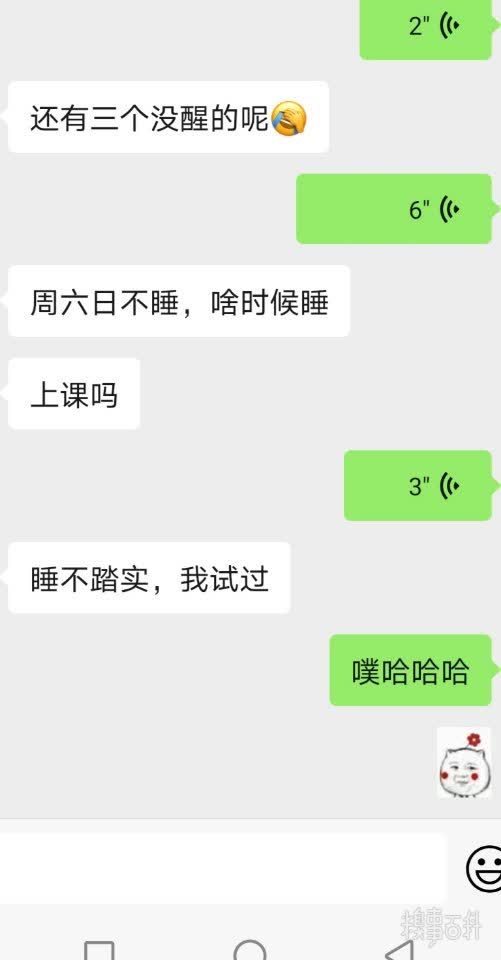 2"
还有三个没醒的呢
6"
周六日不睡，啥时候睡
上课吗
3"
睡不踏实，我试过
噗哈哈哈
糗事百科